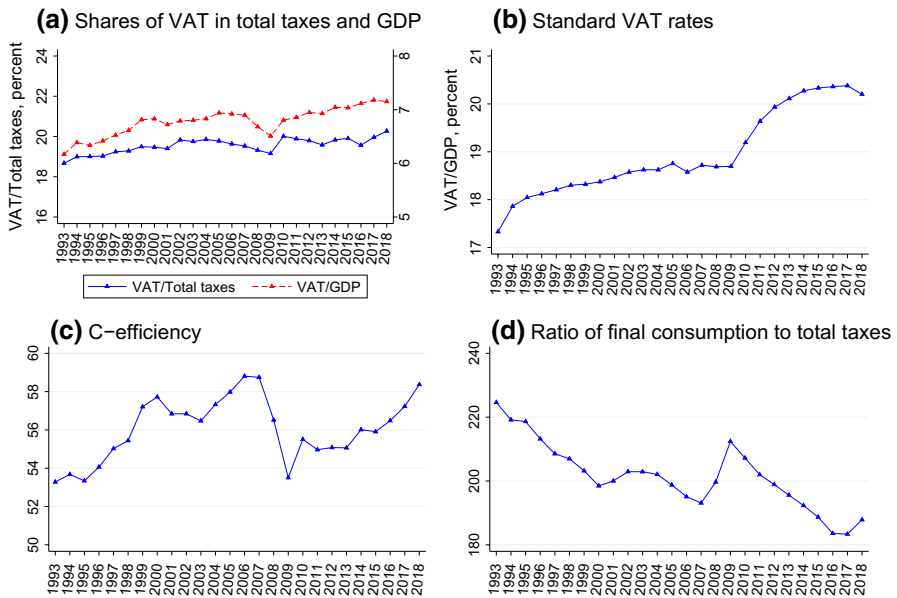 (a) Shares of VAT in total taxes and GDP
VAT/Total taxes, percent
24
22
20
18
16
8
7
6
5
1993 1994 1995 1996 1997 1998 1999 2000 2001 2002 2003 2004 2005 2006 2007 2008 2009 2010 2011 2012 2013 2014 2015 2016 2017 2018
VAT/Total taxes VAT/GDP
(b) Standard VAT rates
VAT/GDP, percent
21
20
19
18
17
1993 1994 1995 1996 1997 1998 1999 2000 2001 2002 2003 2004 2005 2006 2007 2008 2009 2010 2011 2012 2013 2014 2015 2016 2017 2018
(c) C−efficiency
60
58
56
54
52
50
1993 1994 1995 1996 1997 1998 1999 2000 2001 2002 2003 2004 2005 2006 2007 2008 2009 2010 2011 2012 2013 2014 2015 2016 2017 2018
(d) Ratio of final consumption to total taxes
240
220
200
180
1993 1994 1995 1996 1997 1998 1999 2000 2001 2002 2003 2004 2005 2006 2007 2008 2009 2010 2011 2012 2013 2014 2015 2016 2017 2018